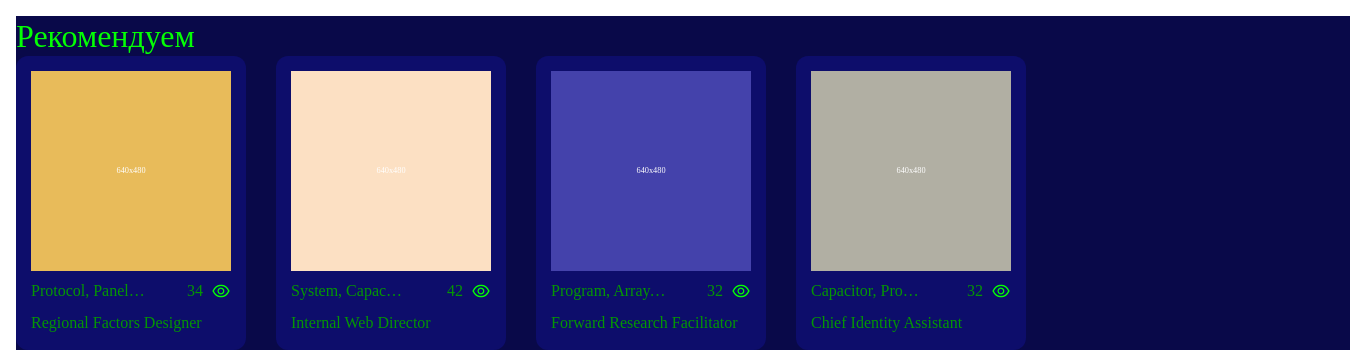 Рекомендуем
640x480 640x480 640x480 640x480
Protocol, Panel… 34 System, Capac… 42 Program, Array… 32 Capacitor, Pro… 32
Regional Factors Designer Internal Web Director Forward Research Facilitator Chief Identity Assistant